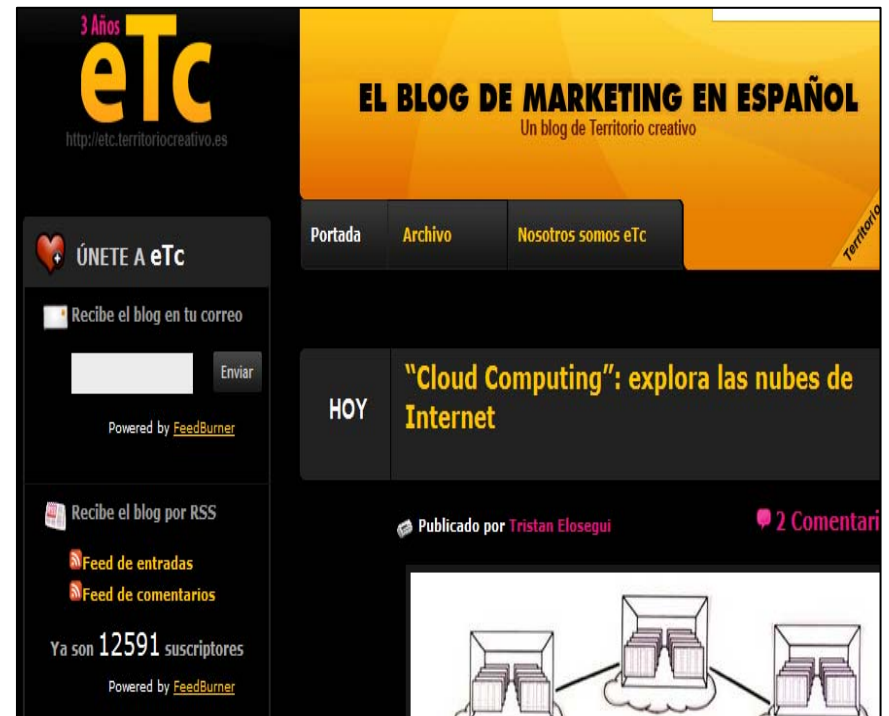 3 Años
eTc
http://etc.territoriocreativo.es
EL BLOG DE MARKETING EN ESPAÑOL
Un blog de Territorio creativo
Territorio
Portada
Archivo
Nosotros somos eTc
ÚNETE A eTc
Recibe el blog en tu correo
Enviar
Powered by FeedBurner
Recibe el blog por RSS
Feed de entradas
Feed de comentarios
Ya son 12591 suscriptores
Powered by FeedBurner
HOY
“Cloud Computing”: explora las nubes de
Internet
Publicado por Tristan Elosegui
2 Comentari